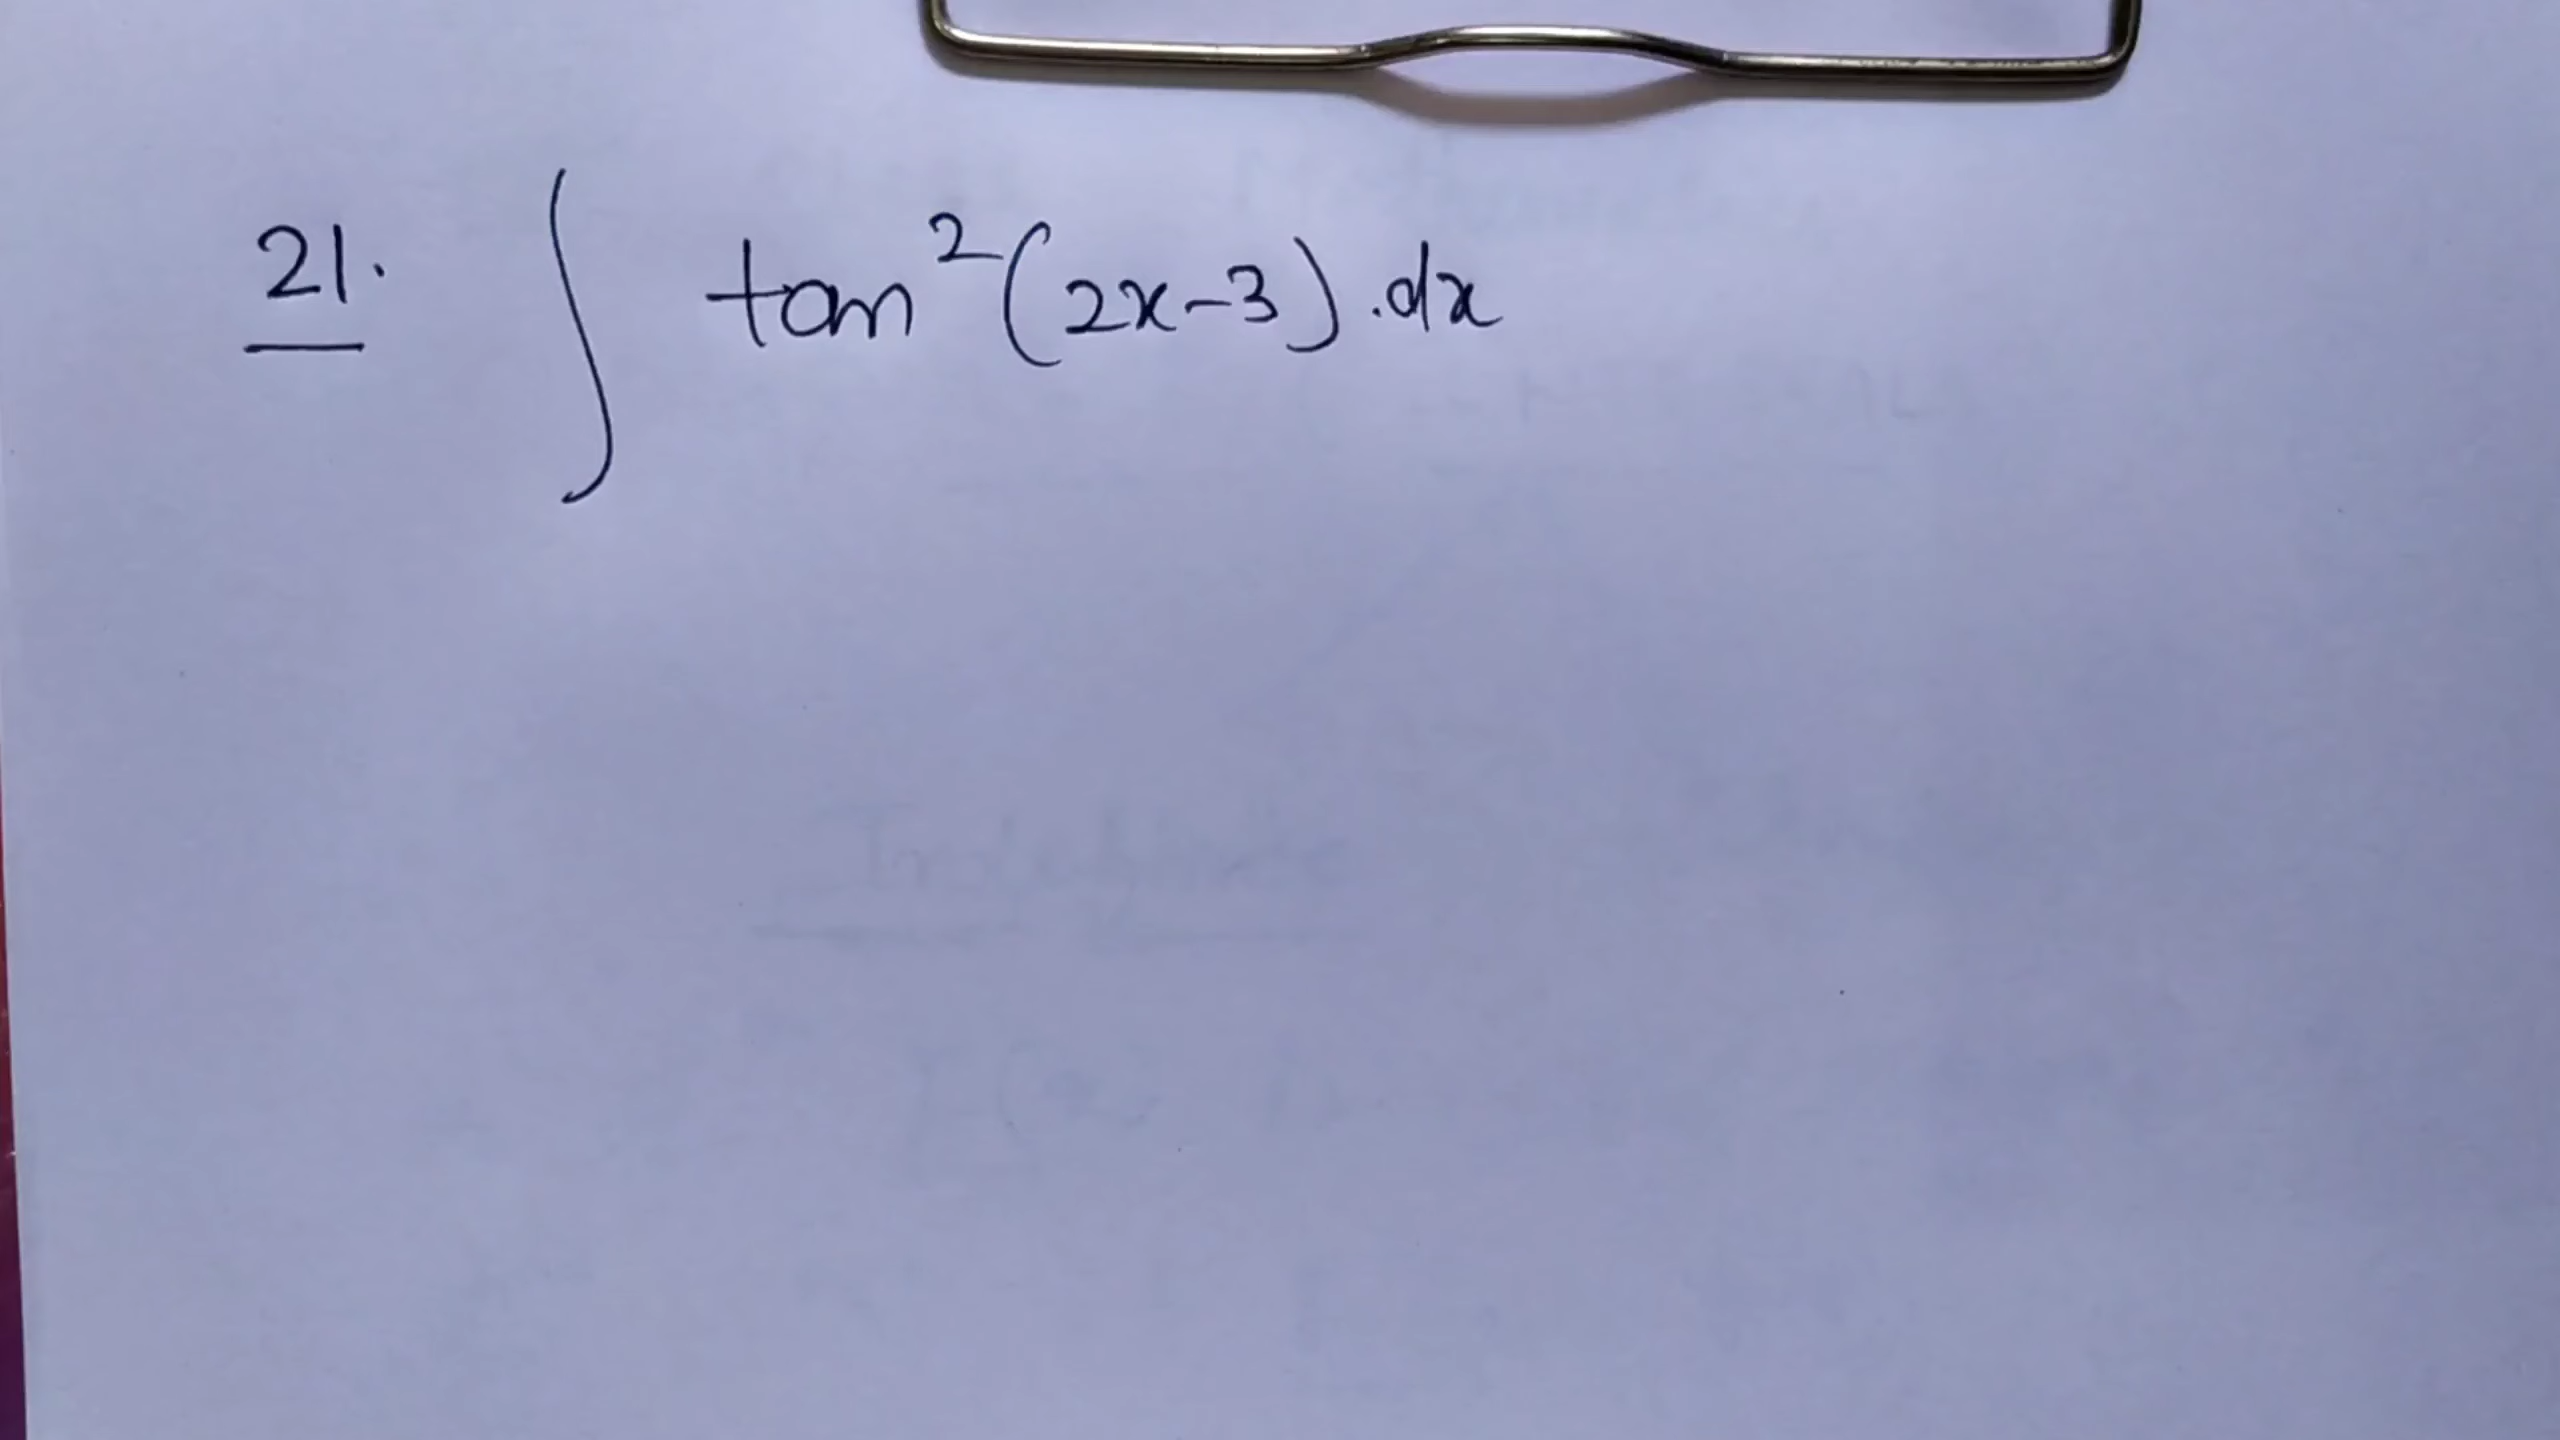 21. ∫ tan²(2x-3).dx